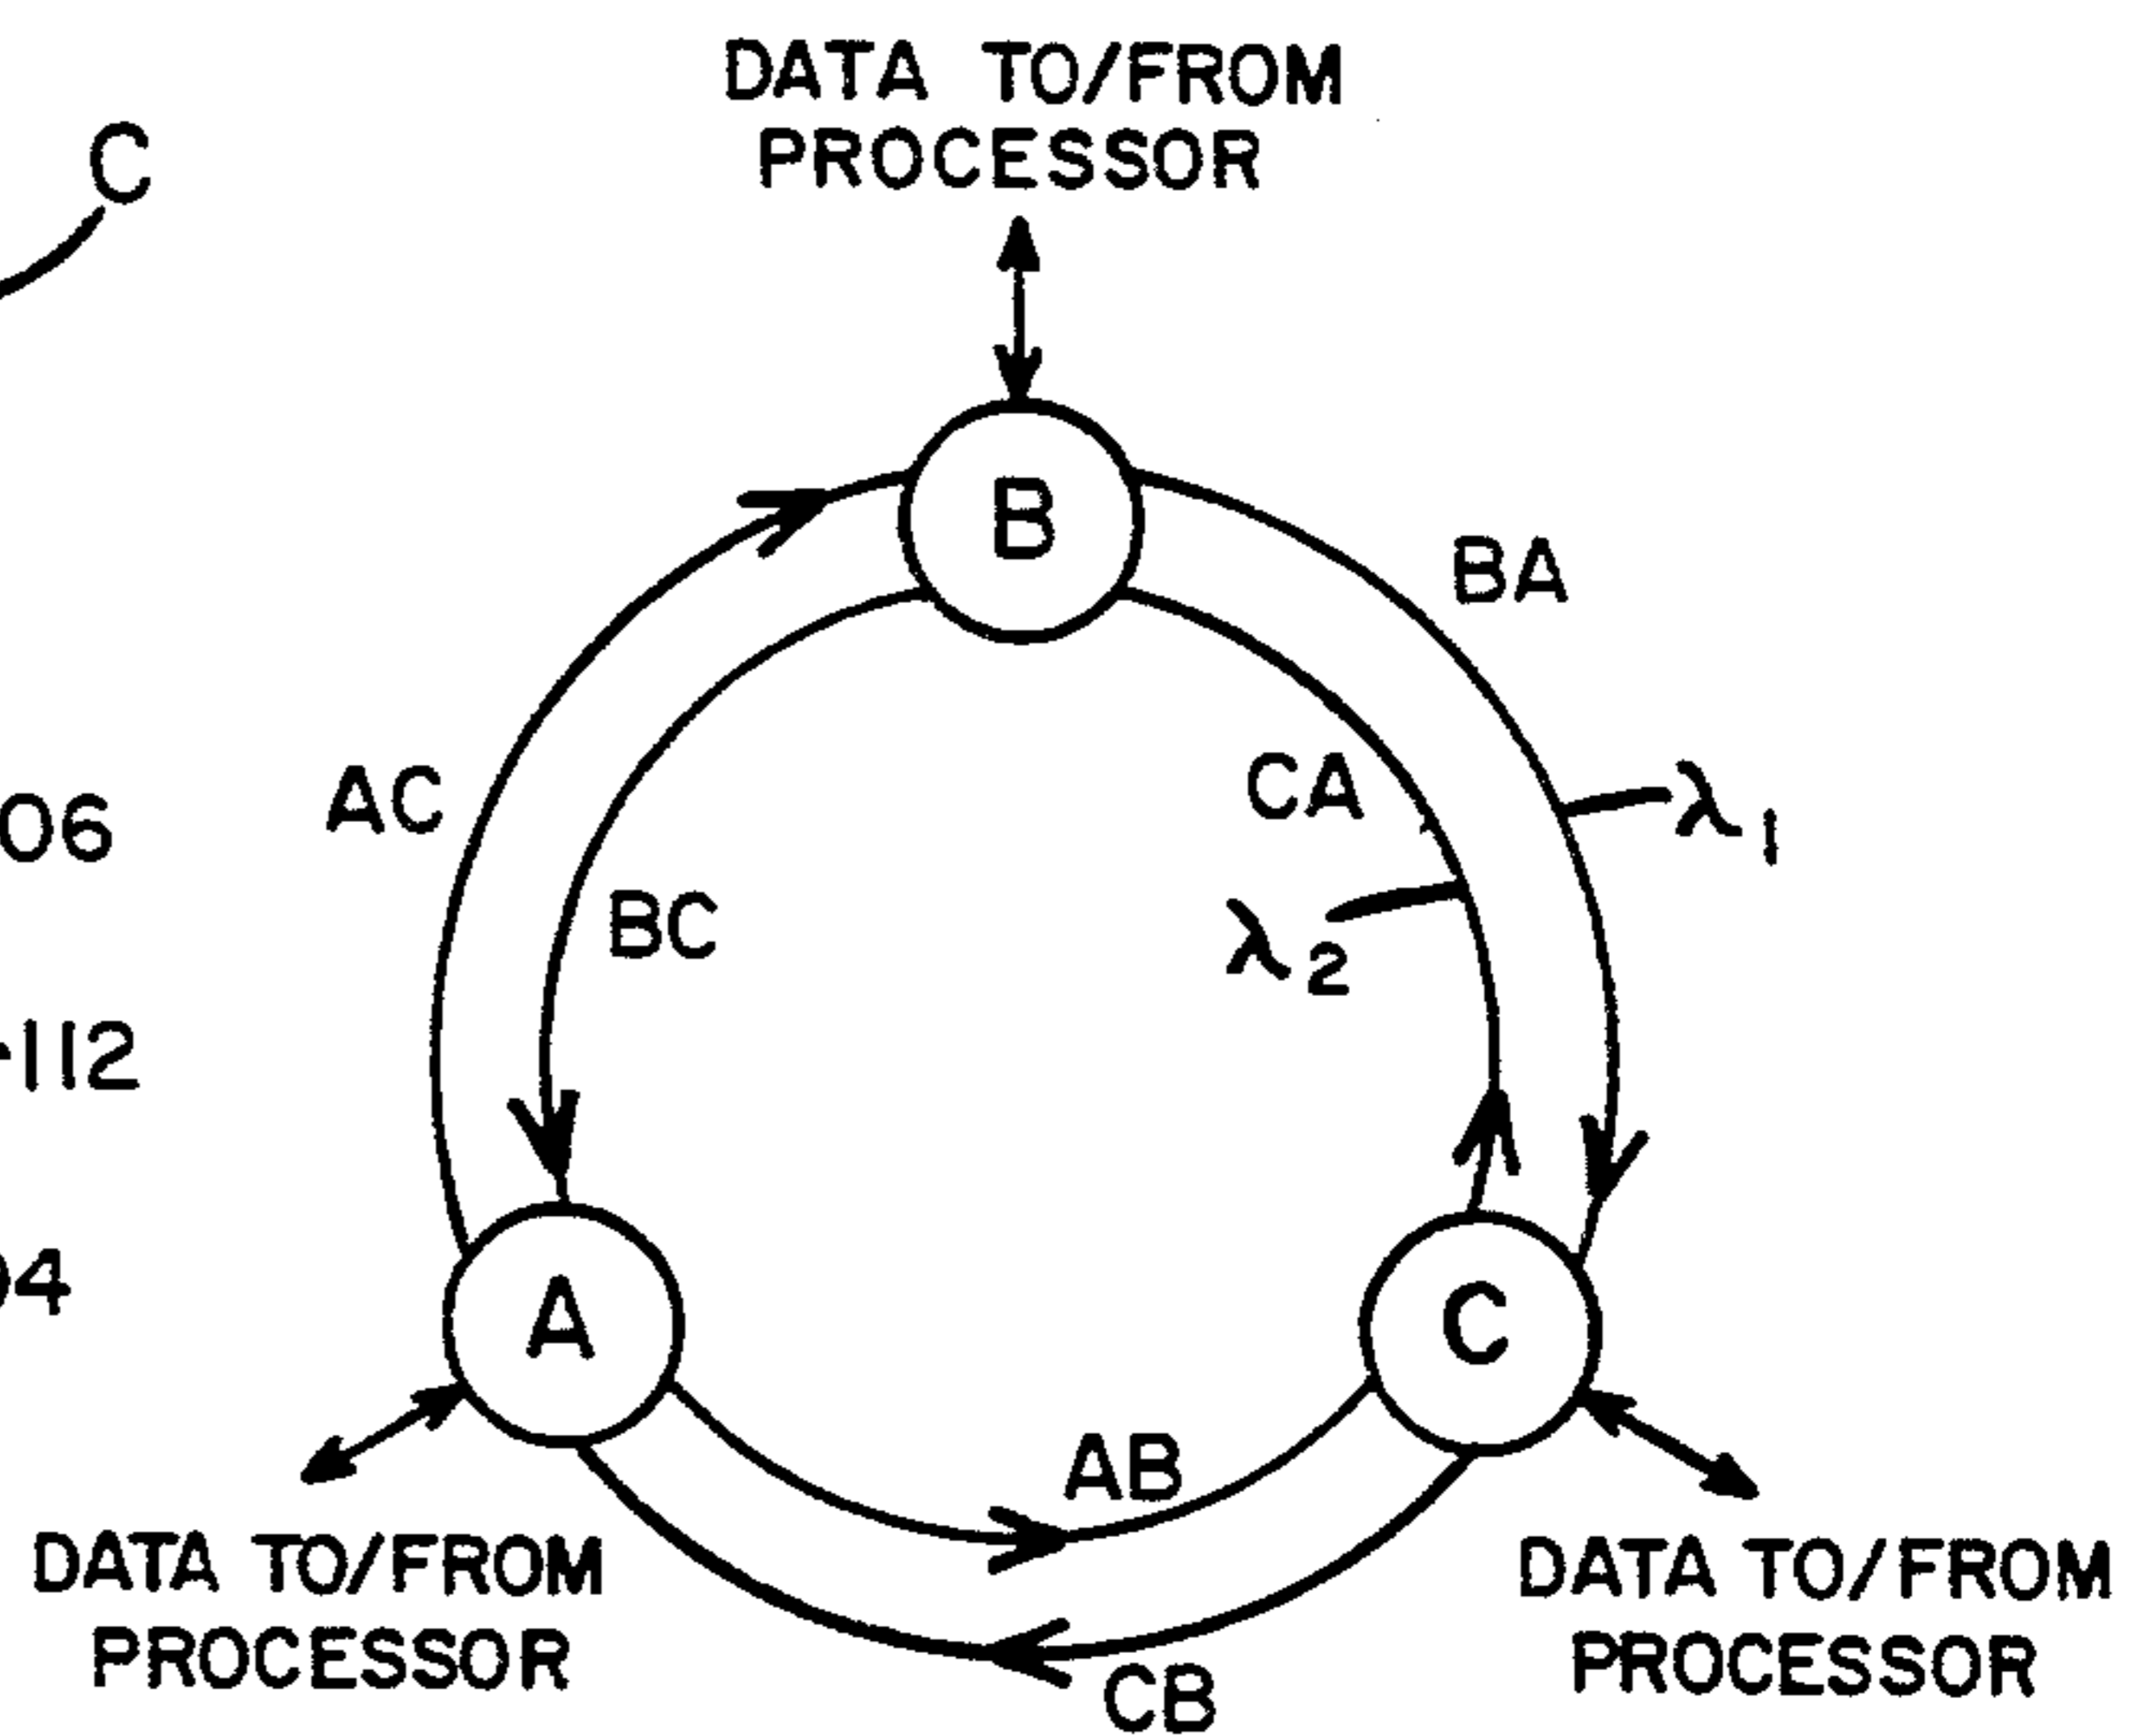 C
DATA TO/FROM
PROCESSOR
B
BA
AC
CA
λ1
BC
λ2
06
112
A
C
AB
CB
DATA TO/FROM
PROCESSOR
DATA TO/FROM
PROCESSOR